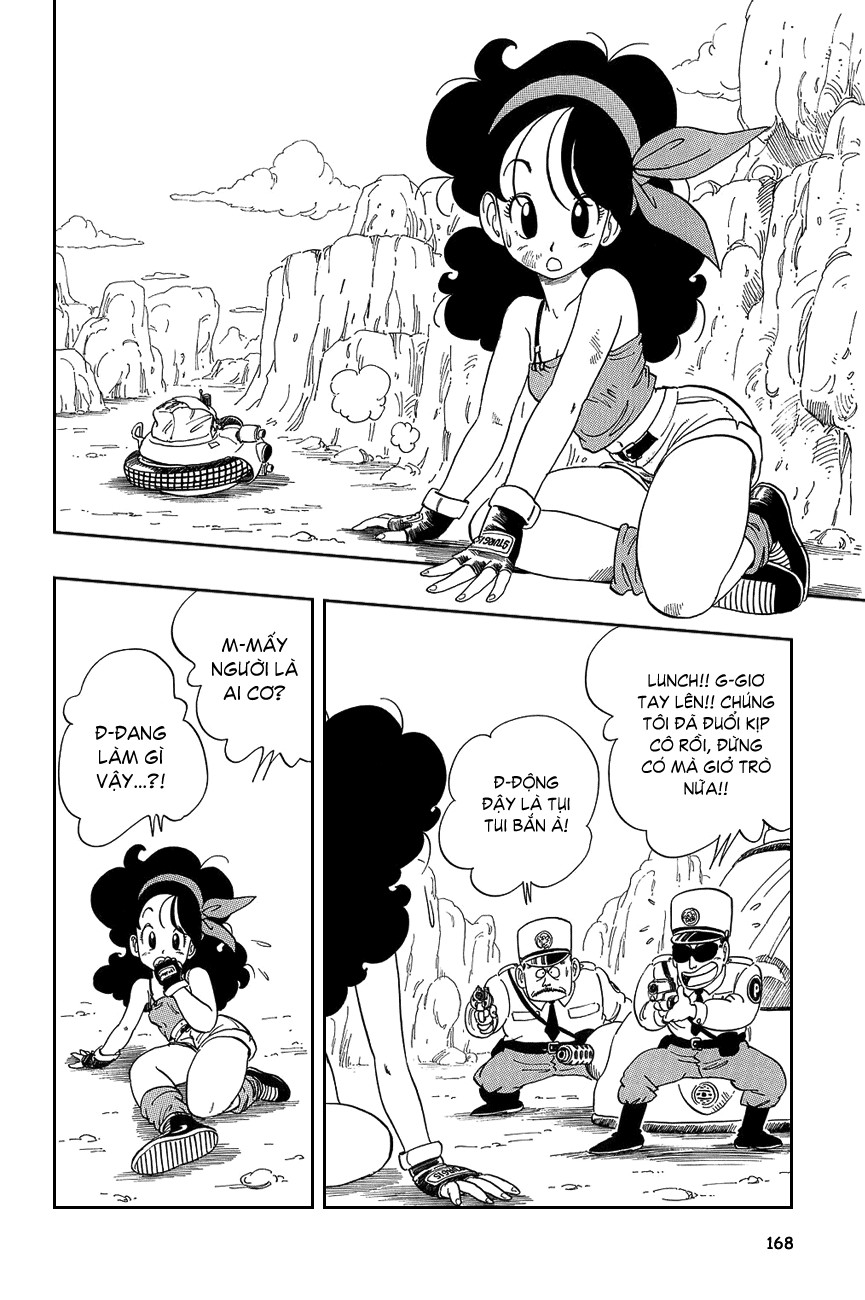 LUNCH!! G-GIƠ
TAY LÊN!! CHÚNG
TÔI ĐÃ ĐUỔI KỊP
CÔ RỒI, ĐỪNG
CÓ MÀ GIỞ TRÒ
NỮA!!
Đ-ĐỘNG
ĐẬY LÀ TỤI
TUI BẮN À!
M-MẤY
NGƯỜI LÀ
AI CƠ?
Đ-ĐANG
LÀM GÌ
VẬY...?!
168